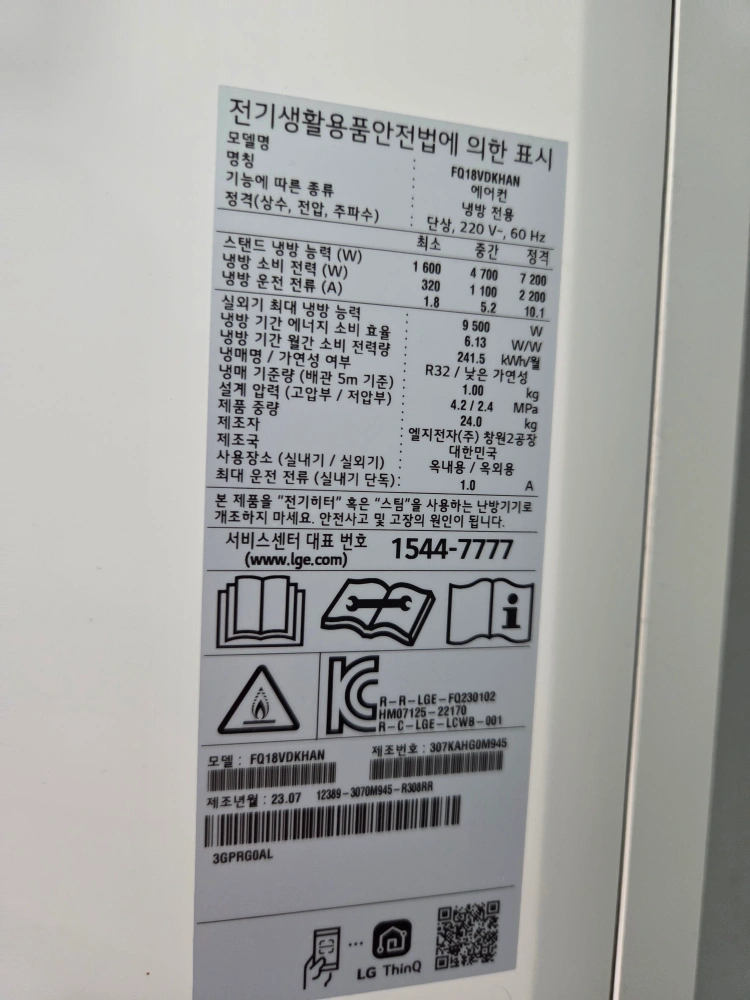 전기생활용품안전법에 의한 표시
모델명 : FQ18VDKHAN
명칭 : 에어컨
기능에 따른 종류 : 냉방 전용
정격(상수, 전압, 주파수) : 단상, 220 V~, 60 Hz
최소 중간 정격
스탠드 냉방 능력 (W) 1 600 4 700 7 200
냉방 소비 전력 (W) 320 1 100 2 200
냉방 운전 전류 (A) 1.8 5.2 10.1
실외기 최대 냉방 능력 : 9 500 W
냉방 기간 에너지 소비 효율 : 6.13 W/W
냉방 기간 월간 소비 전력량 : 241.5 kWh/월
냉매명 / 가연성 여부 : R32 / 낮은 가연성
냉매 기준량 (배관 5m 기준) : 1.00 kg
설계 압력 (고압부 / 저압부) : 4.2 / 2.4 MPa
제품 중량 : 24.0 kg
제조자 : 엘지전자(주) 창원2공장
제조국 : 대한민국
사용장소 (실내기 / 실외기) : 옥내용 / 옥외용
최대 운전 전류 (실내기 단독) : 1.0 A
본 제품을 "전기히터" 혹은 "스팀"을 사용하는 난방기기로
개조하지 마세요. 안전사고 및 고장의 원인이 됩니다.
서비스센터 대표 번호 1544-7777
(www.lge.com)
R-R-LGE-FQ230102
HM07125-22170
R-C-LGE-LCWB-001
모델 : FQ18VDKHAN 제조번호 : 307KAHG0M945
제조년월 : 23.07 12389-3070M945-R308RR
3GPRG0AL
LG ThinQ